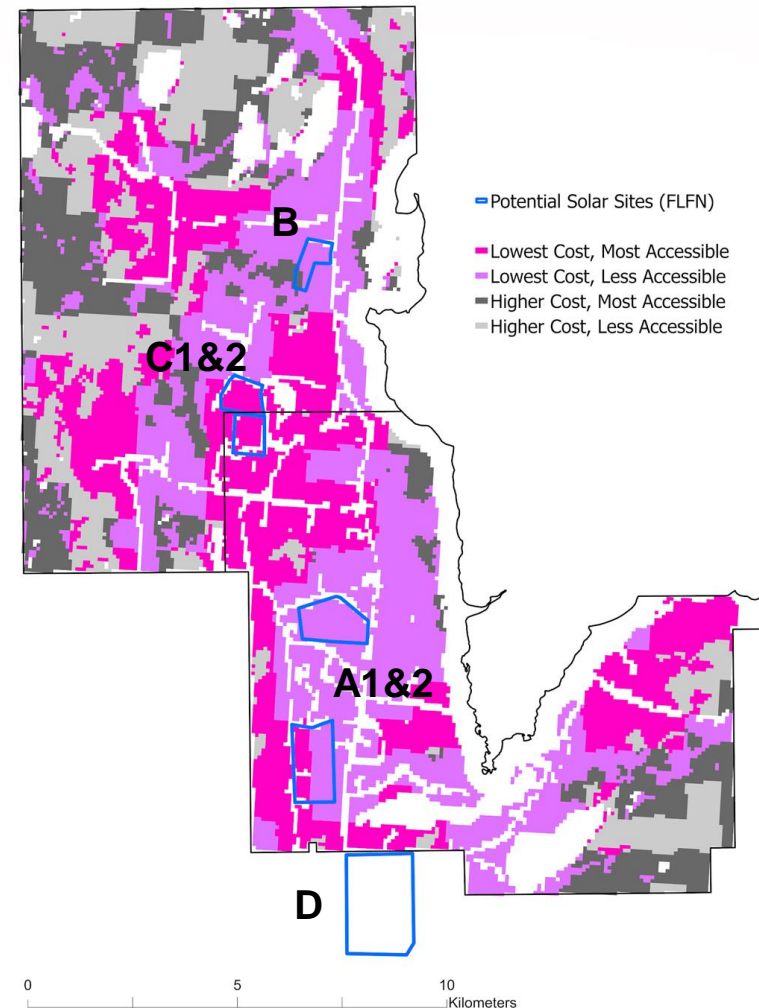 B
Potential Solar Sites (FLFN)
Lowest Cost, Most Accessible
Lowest Cost, Less Accessible
Higher Cost, Most Accessible
Higher Cost, Less Accessible
C1&2
A1&2
D
0 5 10
Kilometers